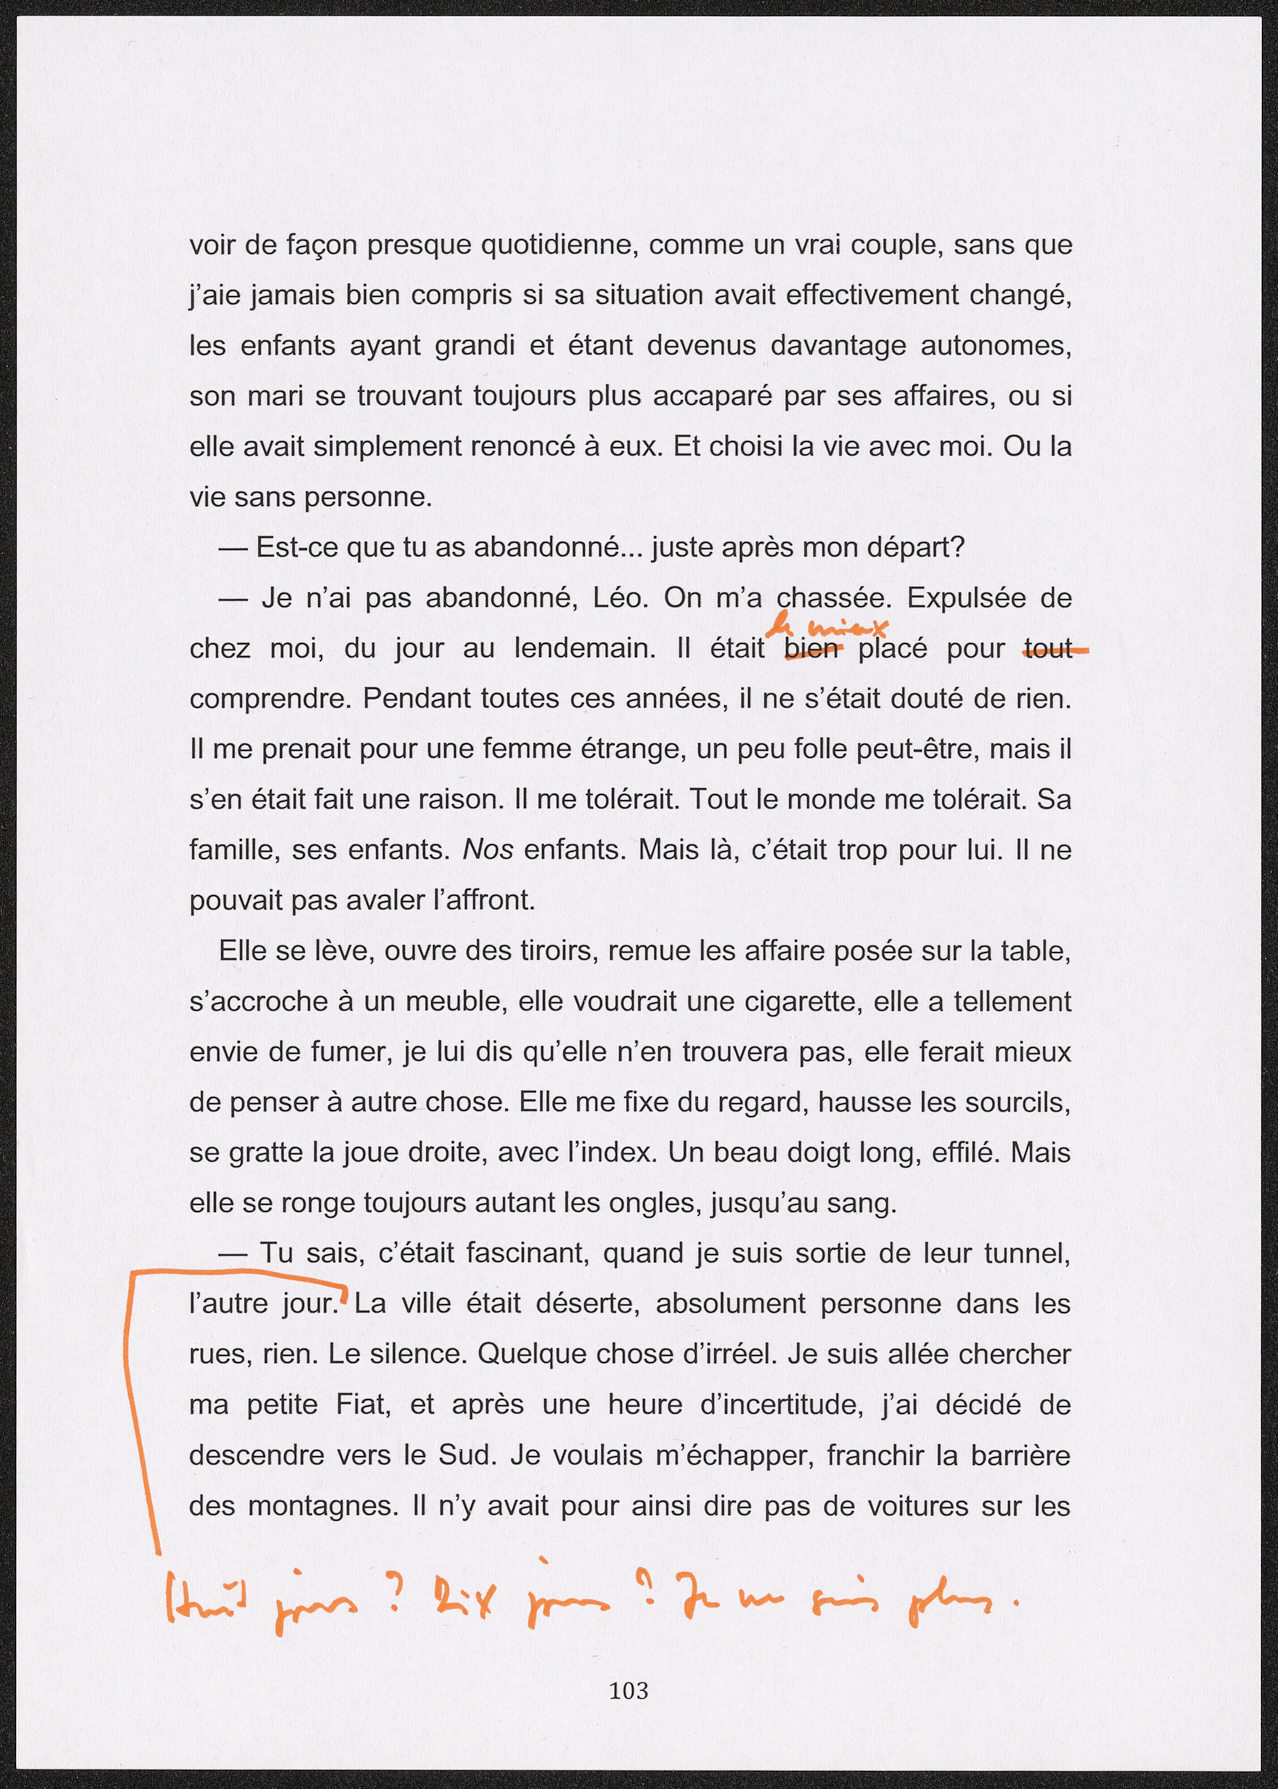 voir de façon presque quotidienne, comme un vrai couple, sans que
j’aie jamais bien compris si sa situation avait effectivement changé,
les enfants ayant grandi et étant devenus davantage autonomes,
son mari se trouvant toujours plus accaparé par ses affaires, ou si
elle avait simplement renoncé à eux. Et choisi la vie avec moi. Ou la
vie sans personne.
— Est-ce que tu as abandonné... juste après mon départ?
— Je n’ai pas abandonné, Léo. On m’a chassée. Expulsée de
le mieux
chez moi, du jour au lendemain. Il était bien placé pour tout
comprendre. Pendant toutes ces années, il ne s’était douté de rien.
Il me prenait pour une femme étrange, un peu folle peut-être, mais il
s’en était fait une raison. Il me tolérait. Tout le monde me tolérait. Sa
famille, ses enfants. Nos enfants. Mais là, c’était trop pour lui. Il ne
pouvait pas avaler l’affront.
Elle se lève, ouvre des tiroirs, remue les affaire posée sur la table,
s’accroche à un meuble, elle voudrait une cigarette, elle a tellement
envie de fumer, je lui dis qu’elle n’en trouvera pas, elle ferait mieux
de penser à autre chose. Elle me fixe du regard, hausse les sourcils,
se gratte la joue droite, avec l’index. Un beau doigt long, effilé. Mais
elle se ronge toujours autant les ongles, jusqu’au sang.
— Tu sais, c’était fascinant, quand je suis sortie de leur tunnel,
l’autre jour. La ville était déserte, absolument personne dans les
rues, rien. Le silence. Quelque chose d’irréel. Je suis allée chercher
ma petite Fiat, et après une heure d’incertitude, j’ai décidé de
descendre vers le Sud. Je voulais m’échapper, franchir la barrière
des montagnes. Il n’y avait pour ainsi dire pas de voitures sur les
Huit jours ? Dix jours ? Je ne sais plus.
103